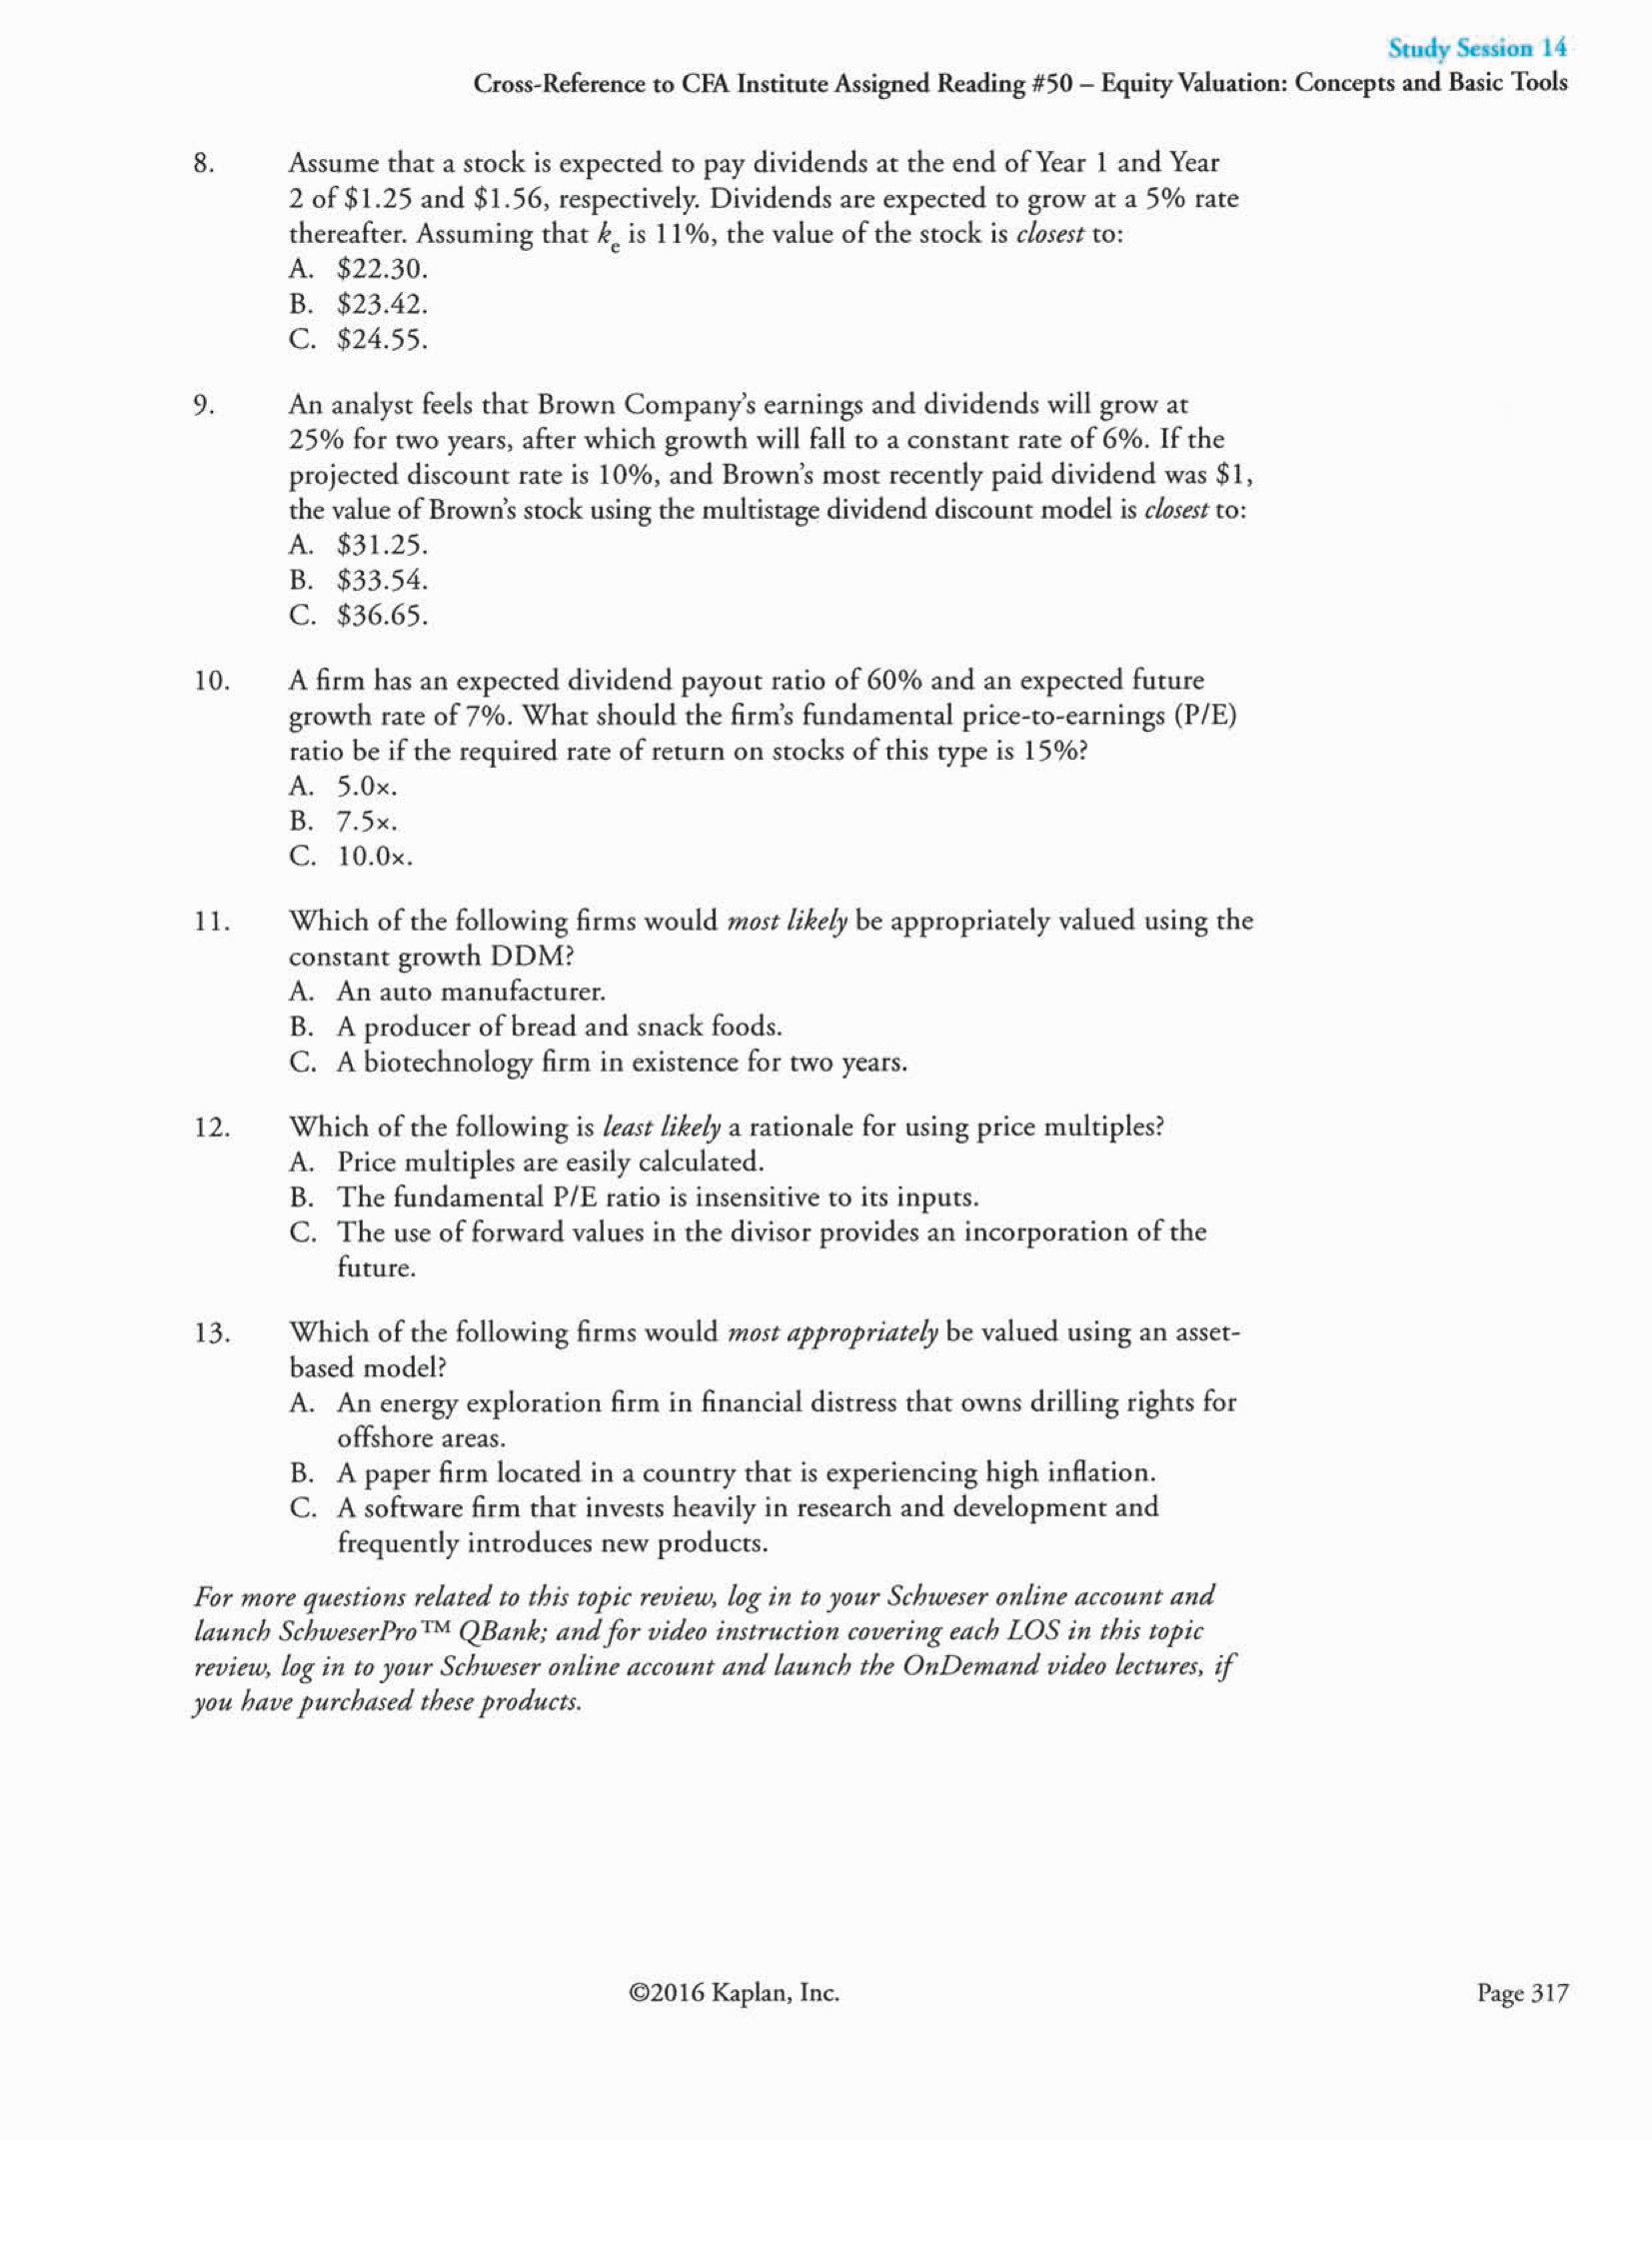 Study Session 14
Cross-Reference to CFA Institute Assigned Reading #50 – Equity Valuation: Concepts and Basic Tools
8. Assume that a stock is expected to pay dividends at the end of Year 1 and Year
2 of $1.25 and $1.56, respectively. Dividends are expected to grow at a 5% rate
thereafter. Assuming that ke is 11%, the value of the stock is closest to:
A. $22.30.
B. $23.42.
C. $24.55.
9. An analyst feels that Brown Company's earnings and dividends will grow at
25% for two years, after which growth will fall to a constant rate of 6%. If the
projected discount rate is 10%, and Brown's most recently paid dividend was $1,
the value of Brown's stock using the multistage dividend discount model is closest to:
A. $31.25.
B. $33.54.
C. $36.65.
10. A firm has an expected dividend payout ratio of 60% and an expected future
growth rate of 7%. What should the firm's fundamental price-to-earnings (P/E)
ratio be if the required rate of return on stocks of this type is 15%?
A. 5.0×.
B. 7.5×.
C. 10.0×.
11. Which of the following firms would most likely be appropriately valued using the
constant growth DDM?
A. An auto manufacturer.
B. A producer of bread and snack foods.
C. A biotechnology firm in existence for two years.
12. Which of the following is least likely a rationale for using price multiples?
A. Price multiples are easily calculated.
B. The fundamental P/E ratio is insensitive to its inputs.
C. The use of forward values in the divisor provides an incorporation of the
future.
13. Which of the following firms would most appropriately be valued using an asset-
based model?
A. An energy exploration firm in financial distress that owns drilling rights for
offshore areas.
B. A paper firm located in a country that is experiencing high inflation.
C. A software firm that invests heavily in research and development and
frequently introduces new products.
For more questions related to this topic review, log in to your Schweser online account and
launch SchweserPro™ QBank; and for video instruction covering each LOS in this topic
review, log in to your Schweser online account and launch the OnDemand video lectures, if
you have purchased these products.
©2016 Kaplan, Inc.
Page 317